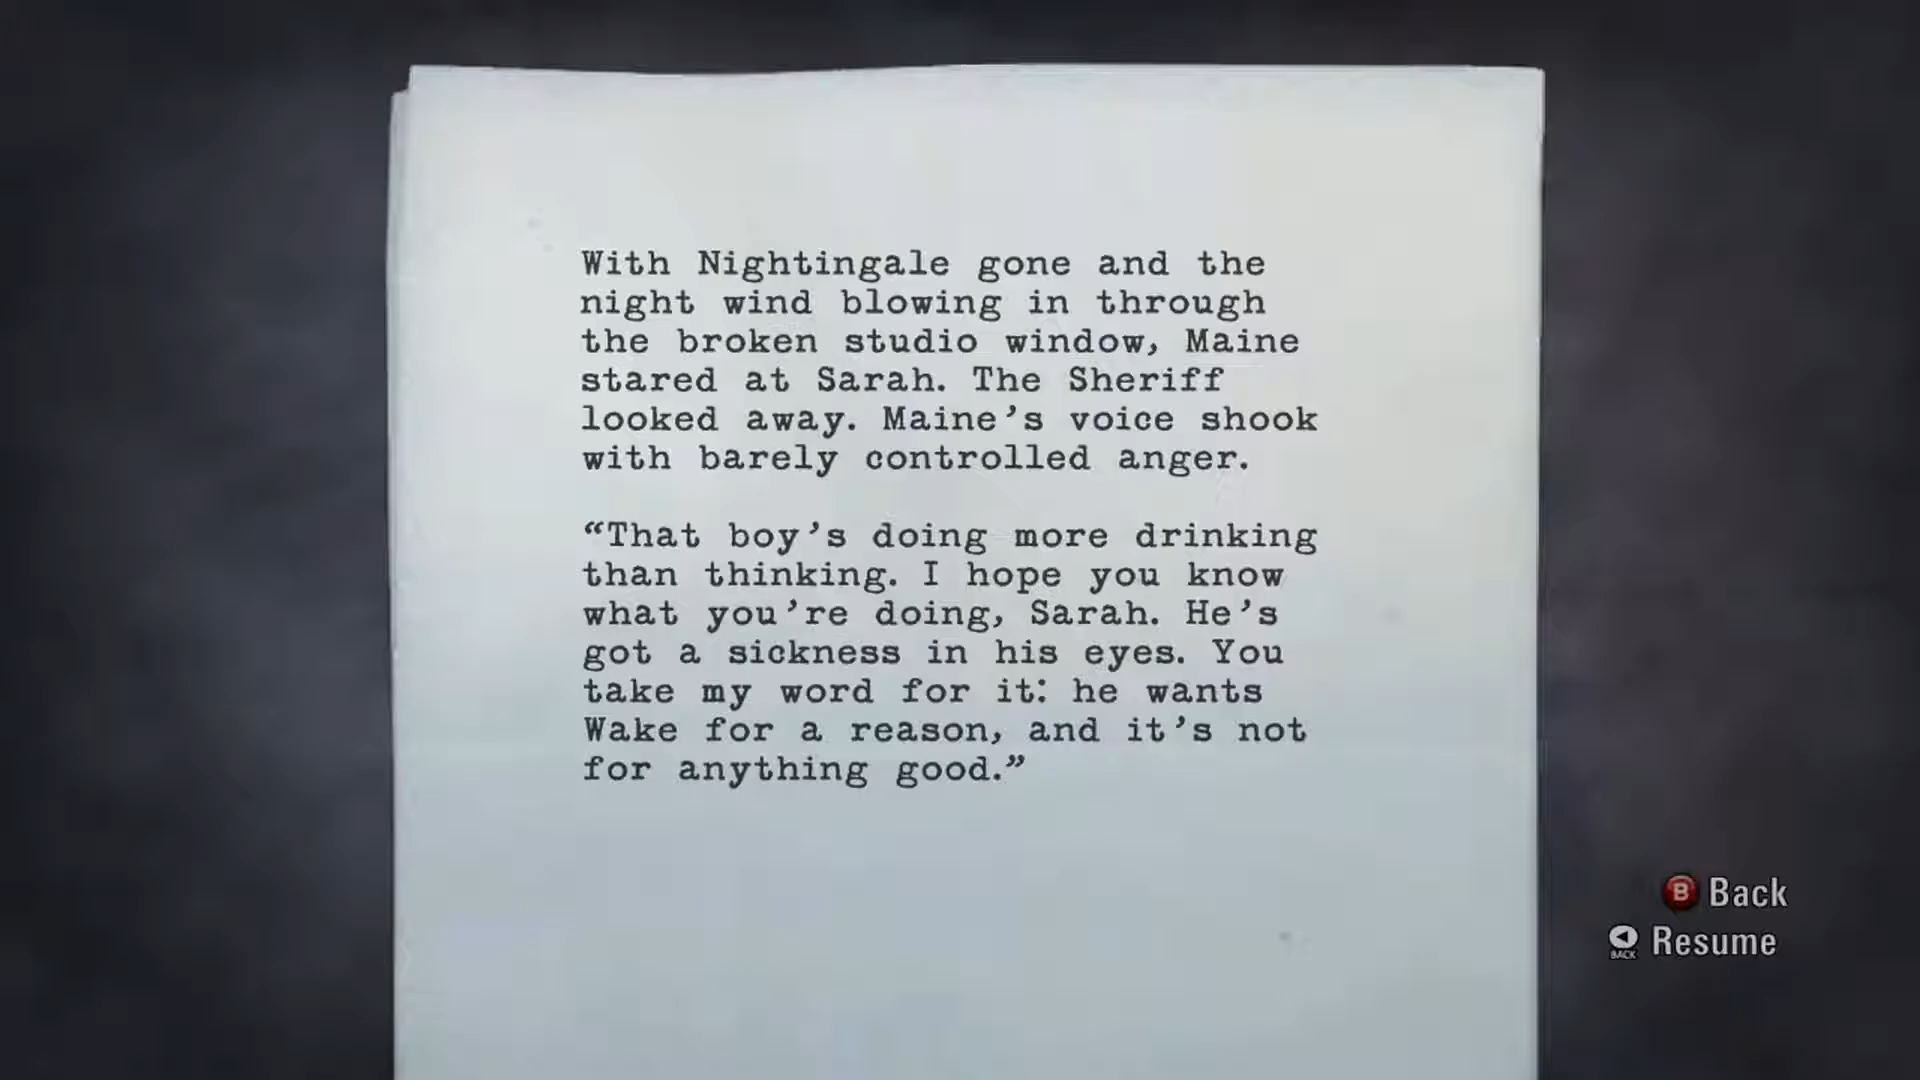 With Nightingale gone and the
night wind blowing in through
the broken studio window, Maine
stared at Sarah. The Sheriff
looked away. Maine’s voice shook
with barely controlled anger.
“That boy’s doing more drinking
than thinking. I hope you know
what you’re doing, Sarah. He’s
got a sickness in his eyes. You
take my word for it: he wants
Wake for a reason, and it’s not
for anything good.”
B Back
BACK Resume